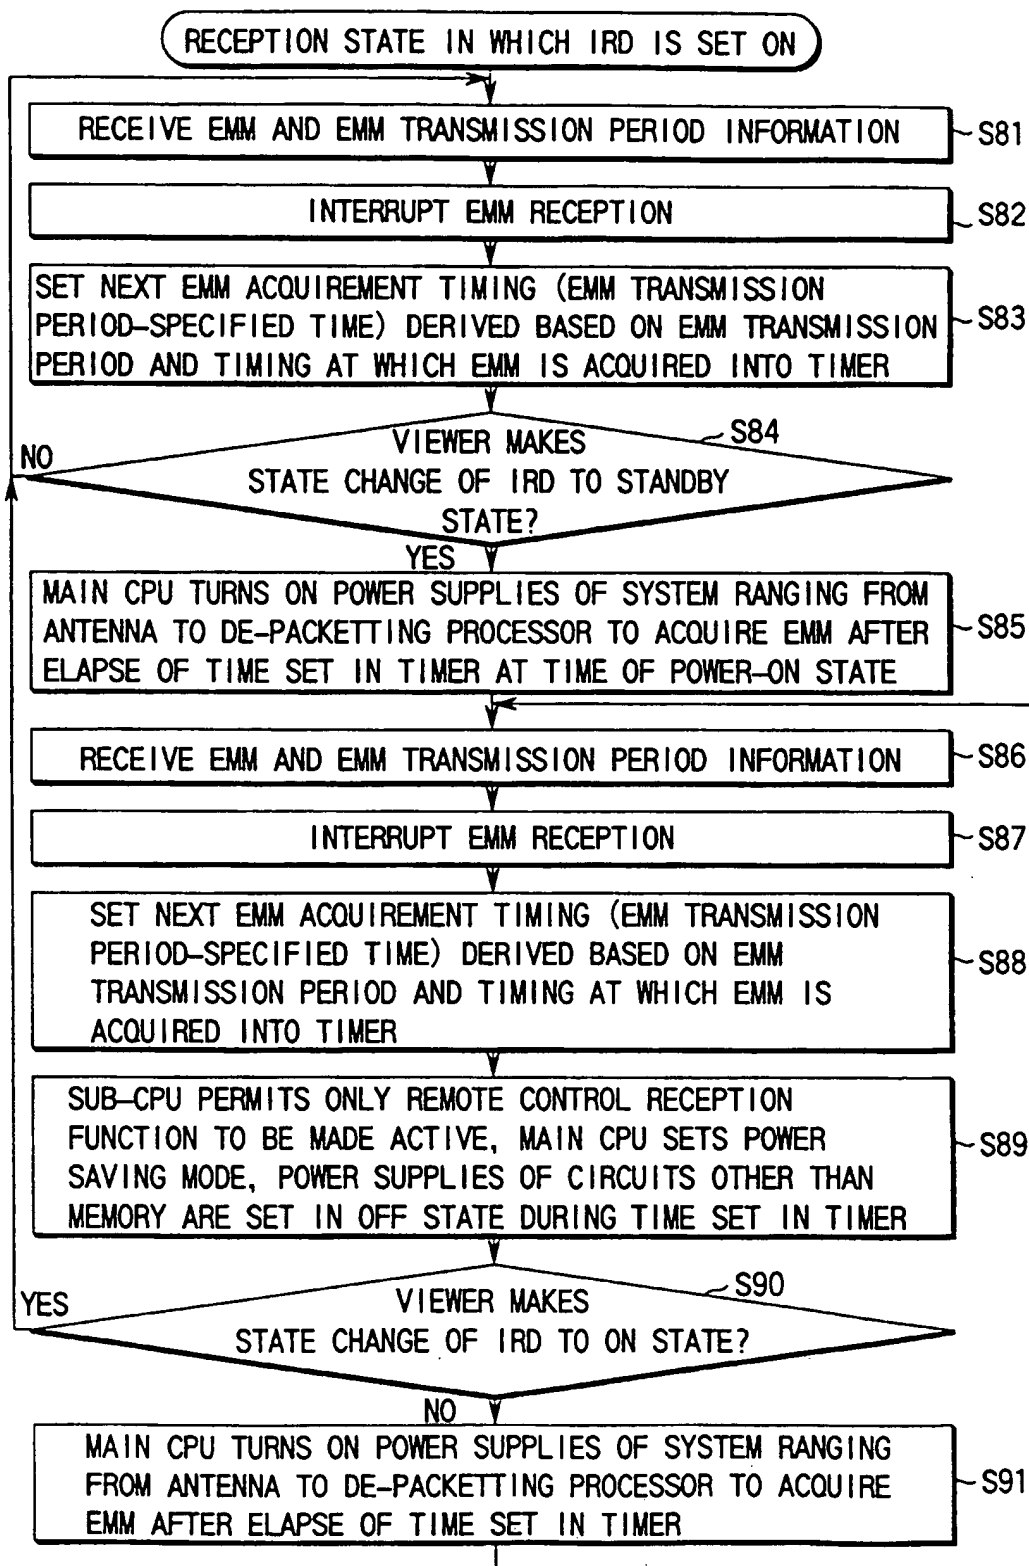 RECEPTION STATE IN WHICH IRD IS SET ON
RECEIVE EMM AND EMM TRANSMISSION PERIOD INFORMATION
S81
INTERRUPT EMM RECEPTION
S82
SET NEXT EMM ACQUIREMENT TIMING (EMM TRANSMISSION
PERIOD-SPECIFIED TIME) DERIVED BASED ON EMM TRANSMISSION
PERIOD AND TIMING AT WHICH EMM IS ACQUIRED INTO TIMER
S83
S84
VIEWER MAKES
STATE CHANGE OF IRD TO STANDBY
STATE?
NO
YES
MAIN CPU TURNS ON POWER SUPPLIES OF SYSTEM RANGING FROM
ANTENNA TO DE-PACKETTING PROCESSOR TO ACQUIRE EMM AFTER
ELAPSE OF TIME SET IN TIMER AT TIME OF POWER-ON STATE
S85
RECEIVE EMM AND EMM TRANSMISSION PERIOD INFORMATION
S86
INTERRUPT EMM RECEPTION
S87
SET NEXT EMM ACQUIREMENT TIMING (EMM TRANSMISSION
PERIOD-SPECIFIED TIME) DERIVED BASED ON EMM
TRANSMISSION PERIOD AND TIMING AT WHICH EMM IS
ACQUIRED INTO TIMER
S88
SUB-CPU PERMITS ONLY REMOTE CONTROL RECEPTION
FUNCTION TO BE MADE ACTIVE, MAIN CPU SETS POWER
SAVING MODE, POWER SUPPLIES OF CIRCUITS OTHER THAN
MEMORY ARE SET IN OFF STATE DURING TIME SET IN TIMER
S89
S90
VIEWER MAKES
STATE CHANGE OF IRD TO ON STATE?
YES
NO
MAIN CPU TURNS ON POWER SUPPLIES OF SYSTEM RANGING
FROM ANTENNA TO DE-PACKETTING PROCESSOR TO ACQUIRE
EMM AFTER ELAPSE OF TIME SET IN TIMER
S91